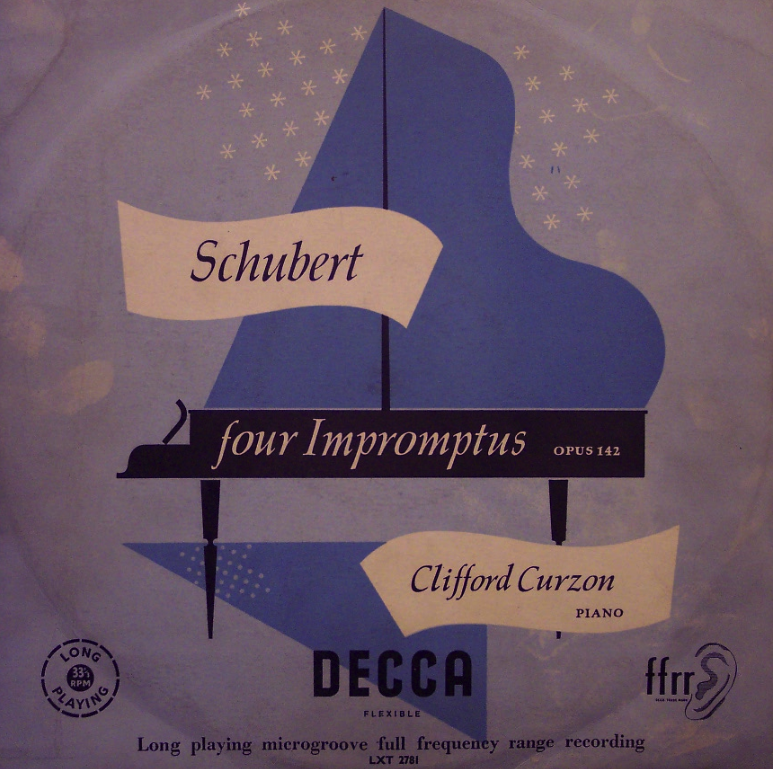 Schubert
four Impromptus OPUS 142
Clifford Curzon
PIANO
LONG
33⅓
RPM
PLAYING
DECCA
FLEXIBLE
ffrr
Long playing microgroove full frequency range recording
LXT 2781